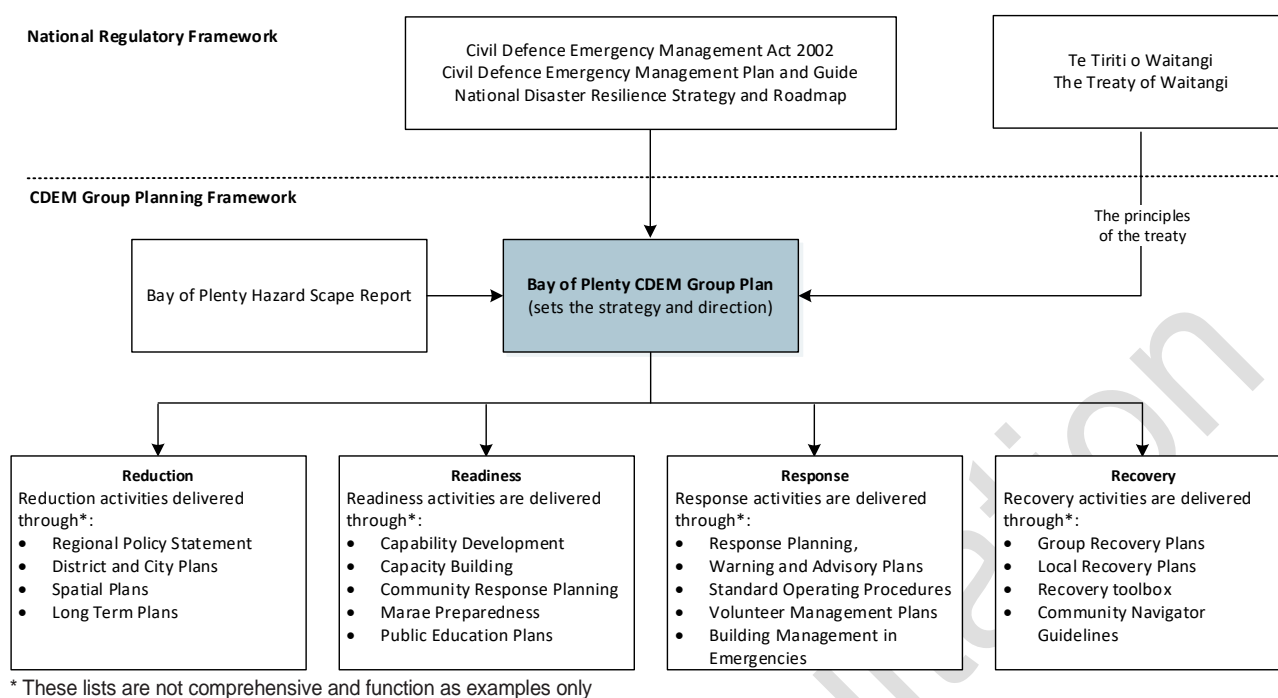 National Regulatory Framework
Civil Defence Emergency Management Act 2002
Civil Defence Emergency Management Plan and Guide
National Disaster Resilience Strategy and Roadmap
Te Tiriti o Waitangi
The Treaty of Waitangi
CDEM Group Planning Framework
The principles
of the treaty
Bay of Plenty Hazard Scape Report
Bay of Plenty CDEM Group Plan
(sets the strategy and direction)
Reduction
Reduction activities delivered
through*:
• Regional Policy Statement
• District and City Plans
• Spatial Plans
• Long Term Plans
Readiness
Readiness activities are delivered
through*:
• Capability Development
• Capacity Building
• Community Response Planning
• Marae Preparedness
• Public Education Plans
Response
Response activities are delivered
through*:
• Response Planning,
• Warning and Advisory Plans
• Standard Operating Procedures
• Volunteer Management Plans
• Building Management in
Emergencies
Recovery
Recovery activities are delivered
through*:
• Group Recovery Plans
• Local Recovery Plans
• Recovery toolbox
• Community Navigator
Guidelines
* These lists are not comprehensive and function as examples only